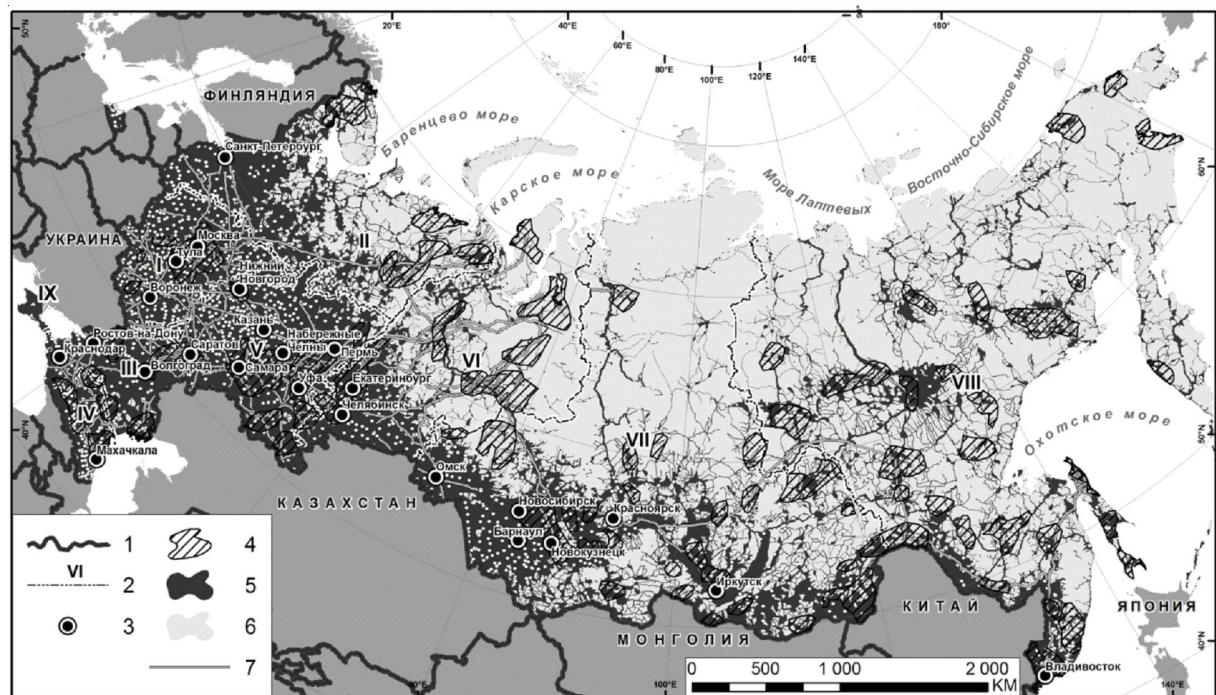 20°E
40°E
60°E
80°E
100°E
120°E
140°E
180°
50°N
60°N
ФИНЛЯНДИЯ
Баренцево море
Карское море
Море Лаптевых
Восточно-Сибирское море
Санкт-Петербург
УКРАИНА
Москва
Тула
I
II
Нижний
Новгород
Воронеж
IX
Казань
Набережные
Челны
Ростов-на-Дону
Краснодар
Саратов
V
Пермь
III
Волгоград
Самара
VI
Уфа
Екатеринбург
VIII
Челябинск
IV
40°N
50°N
Охотское море
VII
Махачкала
Омск
КАЗАХСТАН
Новосибирск
Красноярск
Барнаул
Новокузнецк
Иркутск
КИТАЙ
ЯПОНИЯ
МОНГОЛИЯ
40°N
Владивосток
1
VI
2
3
4
5
6
7
0 500 1 000 2 000
КМ
80°E
100°E
140°E